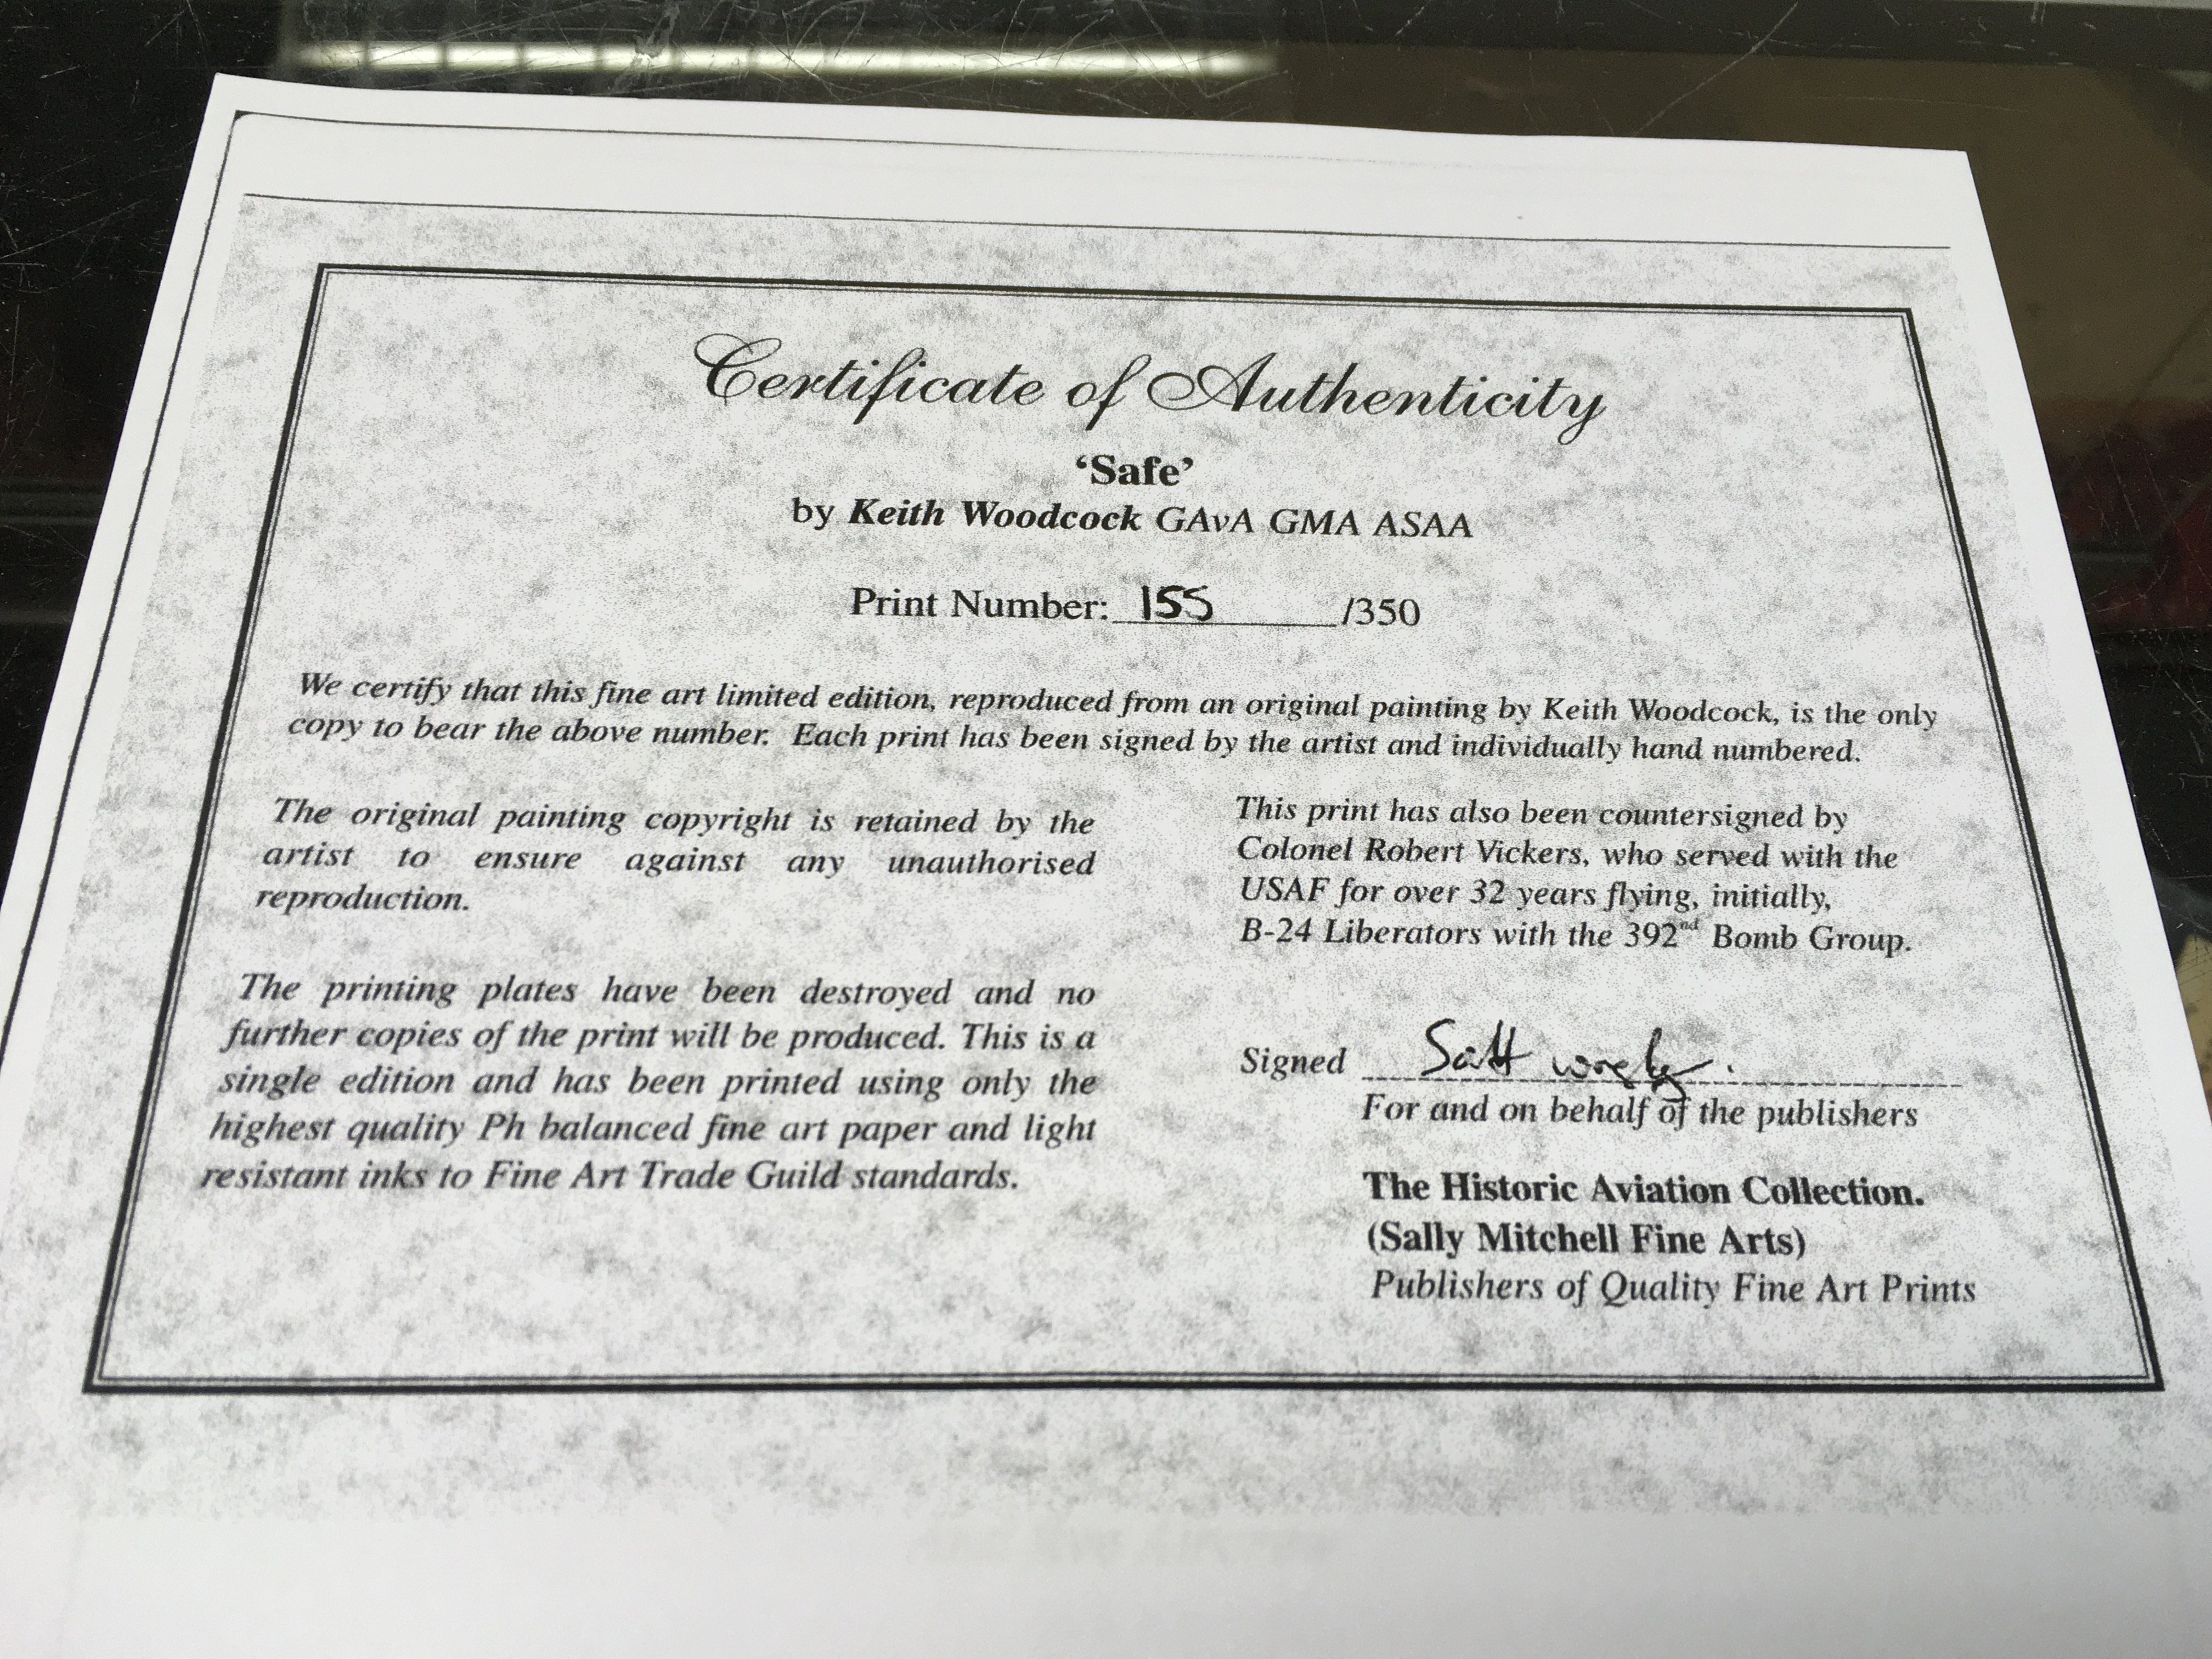 Certificate of Authenticity
‘Safe’
by Keith Woodcock GAvA GMA ASAA
Print Number: 155 /350
We certify that this fine art limited edition, reproduced from an original painting by Keith Woodcock, is the only
copy to bear the above number. Each print has been signed by the artist and individually hand numbered.
The original painting copyright is retained by the
artist to ensure against any unauthorised
reproduction.
The printing plates have been destroyed and no
further copies of the print will be produced. This is a
single edition and has been printed using only the
highest quality Ph balanced fine art paper and light
resistant inks to Fine Art Trade Guild standards.
This print has also been countersigned by
Colonel Robert Vickers, who served with the
USAF for over 32 years flying, initially,
B-24 Liberators with the 392nd Bomb Group.
Signed
For and on behalf of the publishers
The Historic Aviation Collection.
(Sally Mitchell Fine Arts)
Publishers of Quality Fine Art Prints